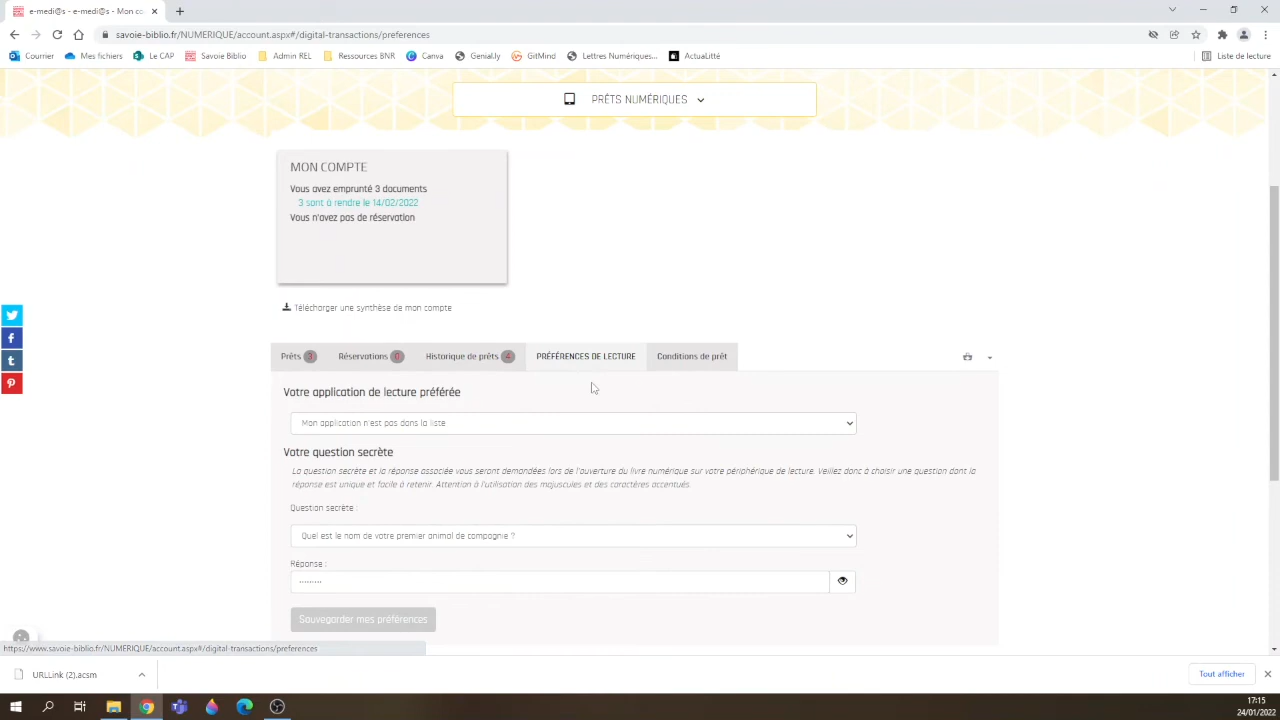 e-medi@s - e-medi@s - Mon co
savoie-biblio.fr/NUMERIQUE/account.aspx#/digital-transactions/preferences
Courrier Mes fichiers Le CAP Savoie Biblio Admin REL Ressources BNR Canva Genial.ly GitMind Lettres Numériques... ActuaLitté Liste de lecture
PRÊTS NUMÉRIQUES
MON COMPTE
Vous avez emprunté 3 documents
3 sont à rendre le 14/02/2022
Vous n'avez pas de réservation
Télécharger une synthèse de mon compte
Prêts 3 Réservations 0 Historique de prêts 4 PRÉFÉRENCES DE LECTURE Conditions de prêt
Votre application de lecture préférée
Mon application n'est pas dans la liste
Votre question secrète
La question secrète et la réponse associée vous seront demandées lors de l'ouverture du livre numérique sur votre périphérique de lecture. Veillez donc à choisir une question dont la
réponse est unique et facile à retenir. Attention à l'utilisation des majuscules et des caractères accentués.
Question secrète :
Quel est le nom de votre premier animal de compagnie ?
Réponse :
Sauvegarder mes préférences
https://www.savoie-biblio.fr/NUMERIQUE/account.aspx#/digital-transactions/preferences
URLLink (2).acsm
Tout afficher
17:15
24/01/2022